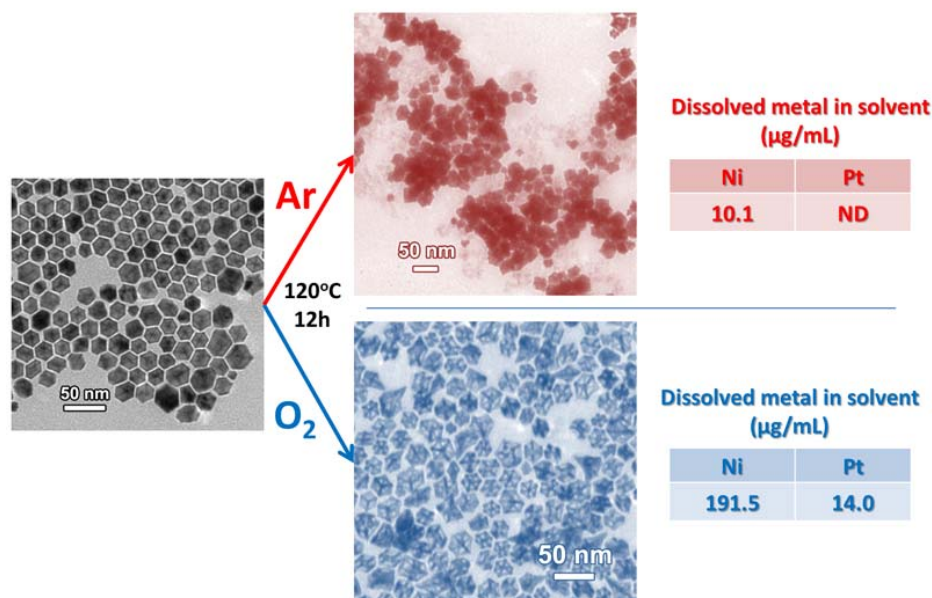 50 nm
Ar
120°C
12h
O₂
50 nm
Dissolved metal in solvent
(µg/mL)
Ni Pt
10.1 ND
50 nm
Dissolved metal in solvent
(µg/mL)
Ni Pt
191.5 14.0